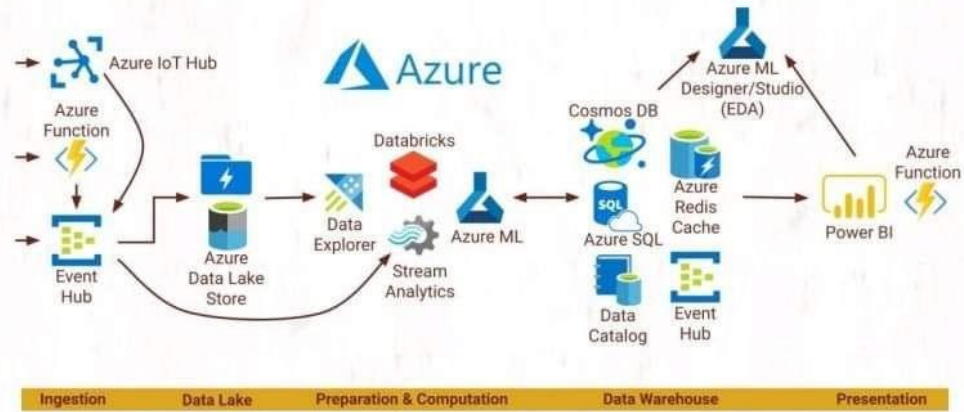 Azure IoT Hub
Azure
Function
Event
Hub
Azure
Data Lake
Store
Azure
Data
Explorer
Databricks
Stream
Analytics
Azure ML
Cosmos DB
SQL
Azure SQL
Azure
Redis
Cache
Data
Catalog
Event
Hub
Azure ML
Designer/Studio
(EDA)
Power BI
Azure
Function
Ingestion
Data Lake
Preparation & Computation
Data Warehouse
Presentation